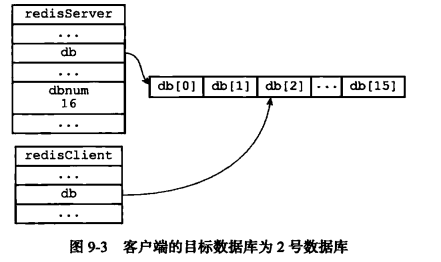 redisServer
...
db
...
dbnum
16
...
db[0] db[1] db[2] ... db[15]
redisClient
...
db
...
图 9-3 客户端的目标数据库为 2 号数据库